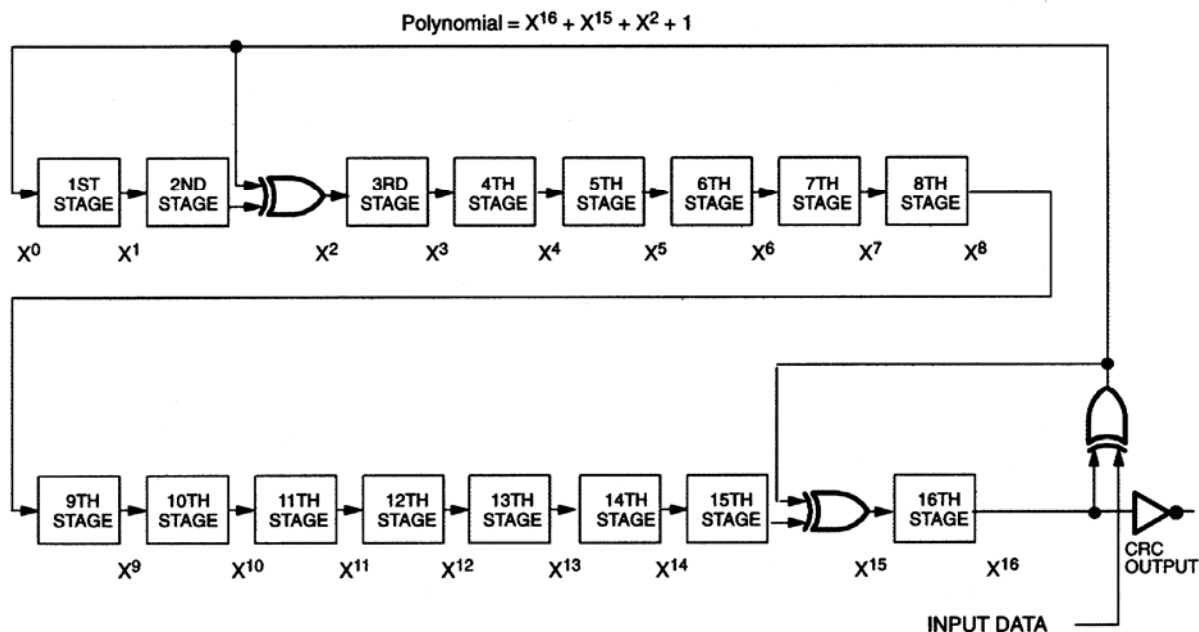 Polynomial = X¹⁶ + X¹⁵ + X² + 1
1ST STAGE
2ND STAGE
3RD STAGE
4TH STAGE
5TH STAGE
6TH STAGE
7TH STAGE
8TH STAGE
X⁰ X¹ X² X³ X⁴ X⁵ X⁶ X⁷ X⁸
9TH STAGE
10TH STAGE
11TH STAGE
12TH STAGE
13TH STAGE
14TH STAGE
15TH STAGE
16TH STAGE
X⁹ X¹⁰ X¹¹ X¹² X¹³ X¹⁴ X¹⁵ X¹⁶
CRC
OUTPUT
INPUT DATA